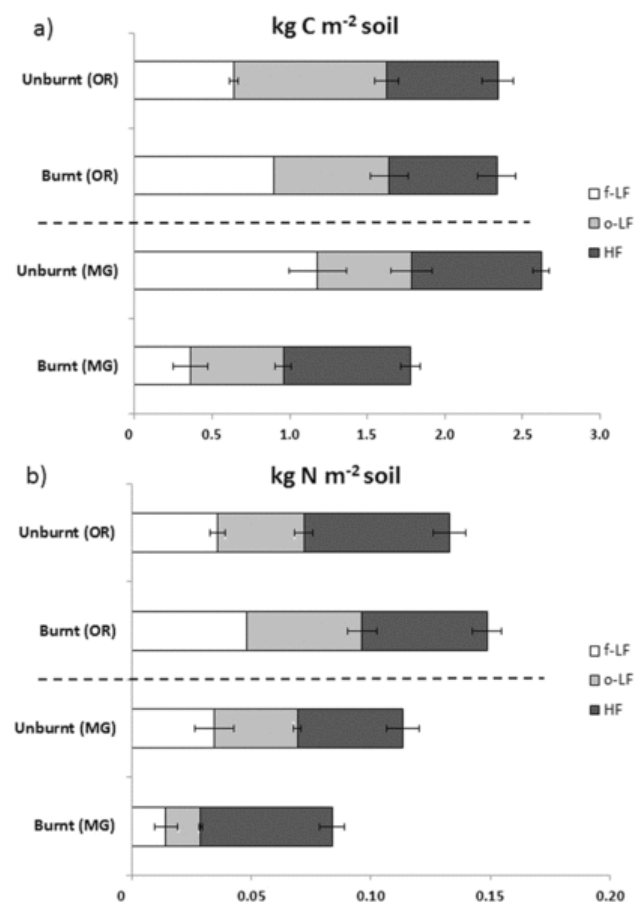 a)
kg C m⁻² soil
Unburnt (OR)
Burnt (OR)
Unburnt (MG)
Burnt (MG)
f-LF
o-LF
HF
0 0.5 1.0 1.5 2.0 2.5 3.0
b)
kg N m⁻² soil
Unburnt (OR)
Burnt (OR)
Unburnt (MG)
Burnt (MG)
f-LF
o-LF
HF
0 0.05 0.10 0.15 0.20